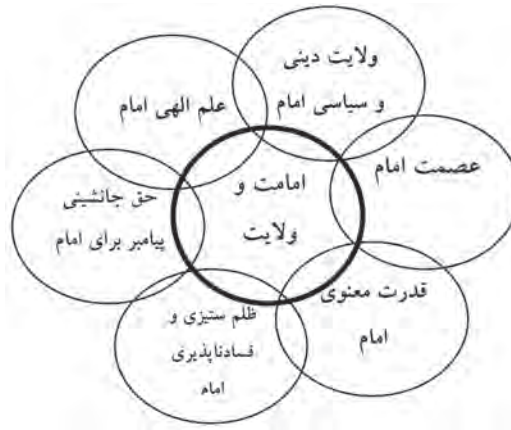 ولایت دینی
و سیاسی امام
علم الهی امام
عصمت امام
امامت و
ولایت
حق جانشینی
پیامبر برای امام
قدرت معنوی
امام
ظلم ستیزی و
فسادناپذیری
امام